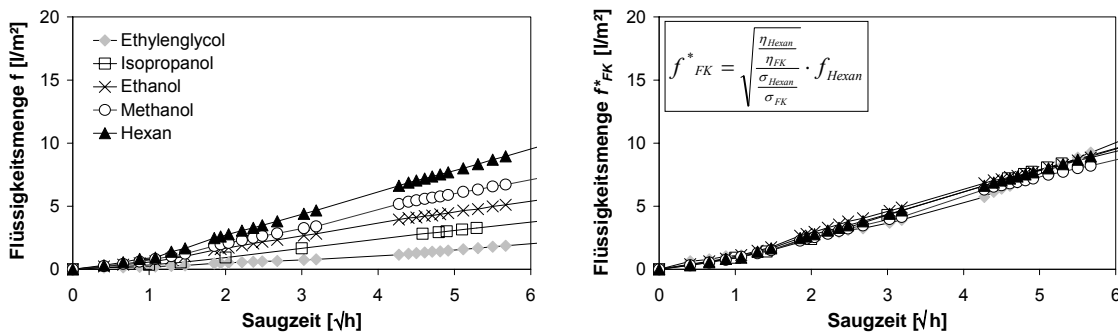 Flüssigkeitsmenge f [l/m²]
20
15
10
5
0
Ethylenglycol
Isopropanol
Ethanol
Methanol
Hexan
0 1 2 3 4 5 6
Saugzeit [√h]
Flüssigkeitsmenge f*FK [l/m²]
20
15
10
5
0
f*FK = √((ηHexan/ηFK)/(σHexan/σFK)) · fHexan
0 1 2 3 4 5 6
Saugzeit [√h]